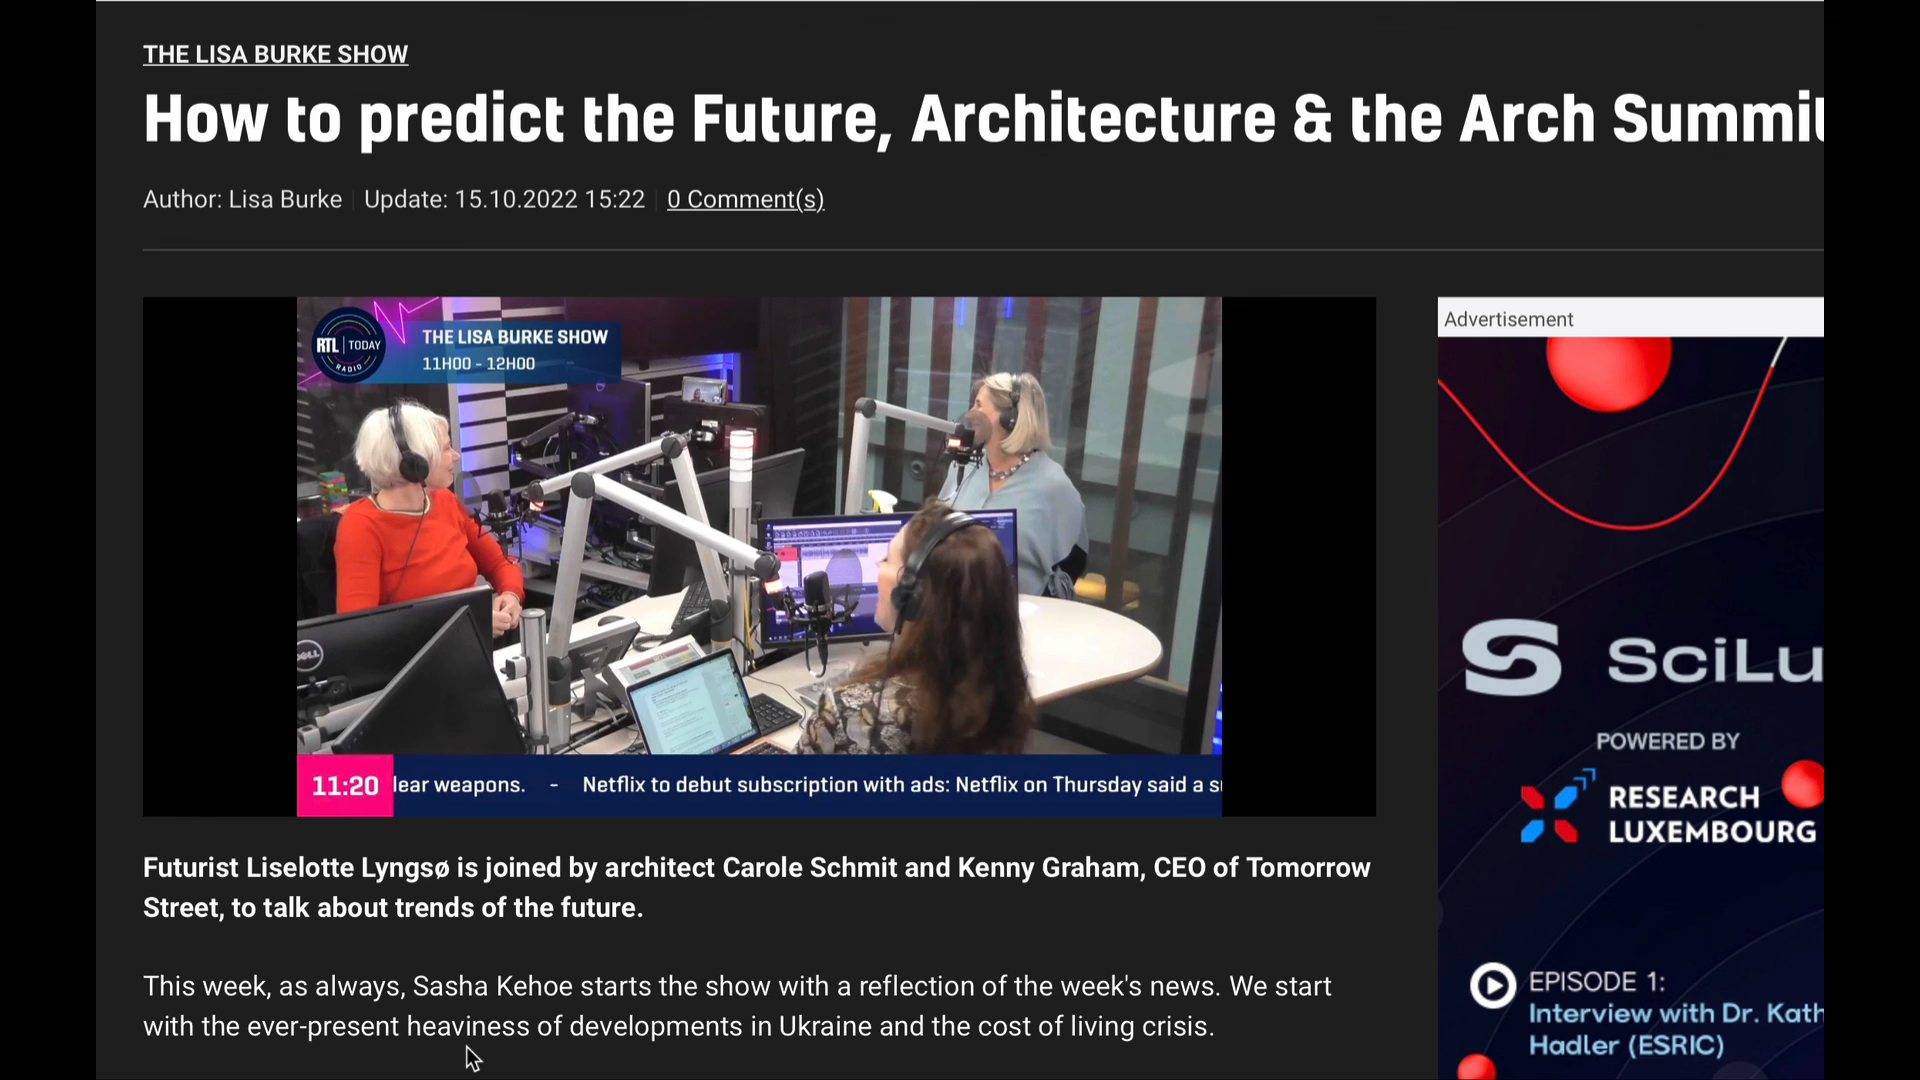 THE LISA BURKE SHOW
How to predict the Future, Architecture & the Arch Summit
Author: Lisa Burke
Update: 15.10.2022 15:22
0 Comment(s)
RTL TODAY
RADIO
THE LISA BURKE SHOW
11H00 - 12H00
DELL
11:20
lear weapons. - Netflix to debut subscription with ads: Netflix on Thursday said a s
Futurist Liselotte Lyngsø is joined by architect Carole Schmit and Kenny Graham, CEO of Tomorrow
Street, to talk about trends of the future.
This week, as always, Sasha Kehoe starts the show with a reflection of the week's news. We start
with the ever-present heaviness of developments in Ukraine and the cost of living crisis.
Advertisement
SciLu
POWERED BY
RESEARCH
LUXEMBOURG
EPISODE 1:
Interview with Dr. Kath
Hadler (ESRIC)